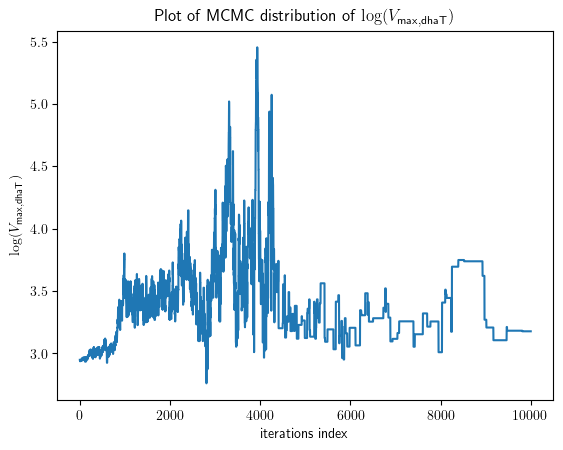 Plot of MCMC distribution of log(V_max,dhaT)
5.5
5.0
4.5
4.0
3.5
3.0
log(V_max,dhaT)
0 2000 4000 6000 8000 10000
iterations index